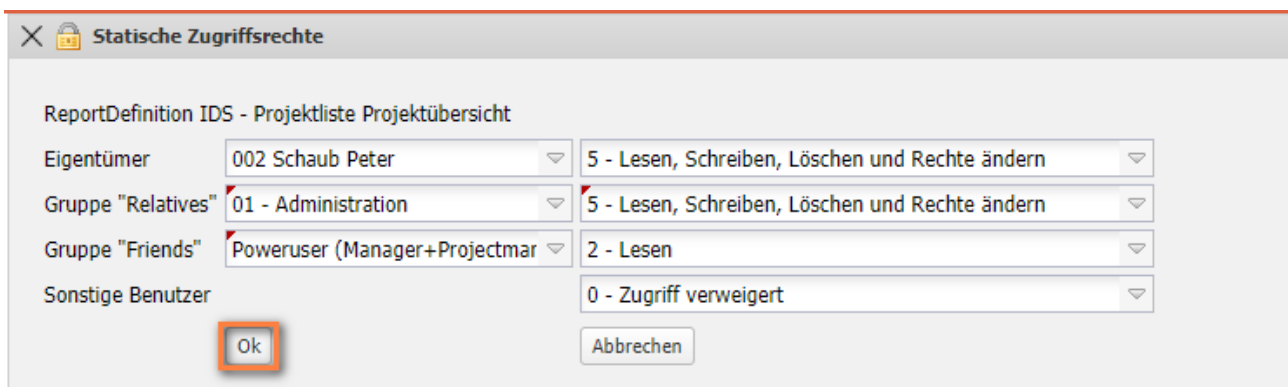 Statische Zugriffsrechte
ReportDefinition IDS - Projektliste Projektübersicht
Eigentümer 002 Schaub Peter 5 - Lesen, Schreiben, Löschen und Rechte ändern
Gruppe "Relatives" 01 - Administration 5 - Lesen, Schreiben, Löschen und Rechte ändern
Gruppe "Friends" Poweruser (Manager+Projectmar 2 - Lesen
Sonstige Benutzer 0 - Zugriff verweigert
Ok Abbrechen